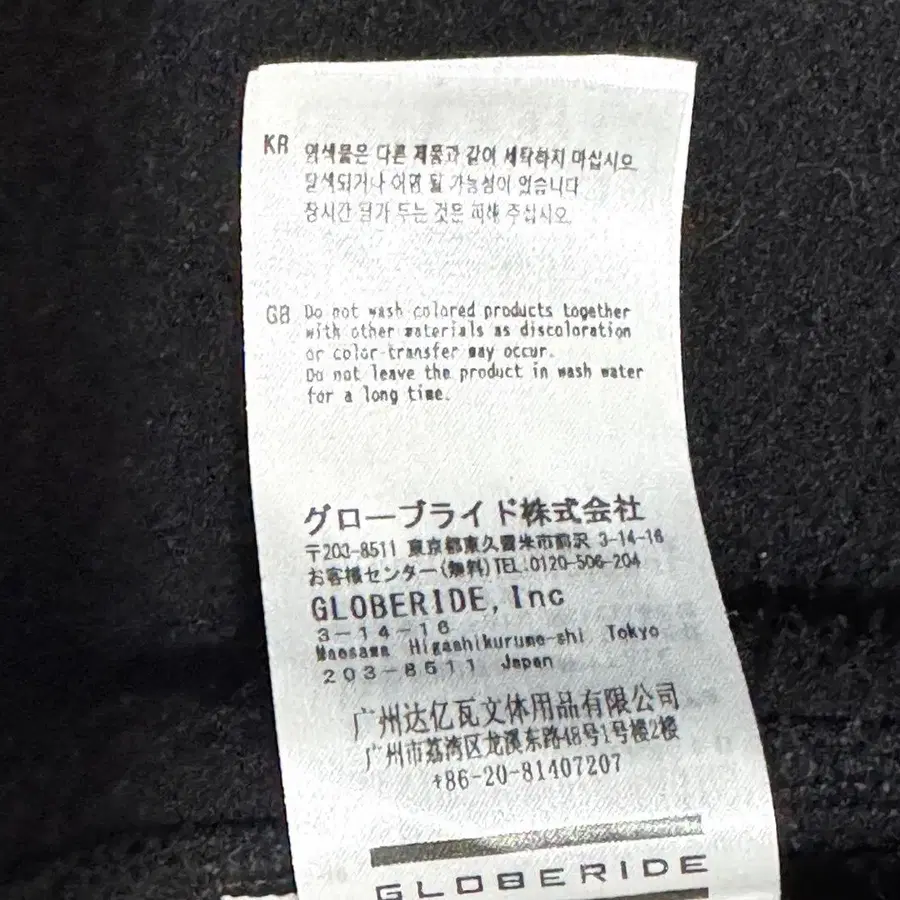 KR 염색물은 다른 제품과 같이 세탁하지 마십시오
탈색되거나 이염 될 가능성이 있습니다
장시간 담가 두는 것은 피해 주십시오
GB Do not wash colored products together
with other materials as discoloration
or color transfer may occur.
Do not leave the product in wash water
for a long time.
グローブライド株式会社
〒203-8511 東京都東久留米市前沢 3-14-16
お客様センター(無料)TEL:0120-506-204
GLOBERIDE, Inc
3-14-16
Maesawa Higashikurume-shi Tokyo
203-8511 Japan
广州达亿瓦文体用品有限公司
广州市荔湾区龙溪东路48号1号楼2楼
+86-20-81407207
GLOBERIDE